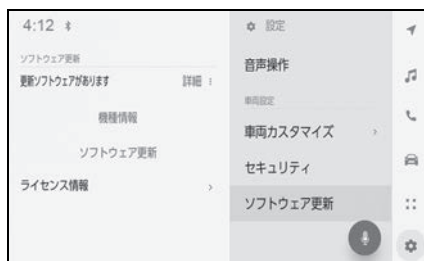 4:12
ソフトウェア更新
更新ソフトウェアがあります 詳細
機種情報
ソフトウェア更新
ライセンス情報
設定
音声操作
車両設定
車両カスタマイズ
セキュリティ
ソフトウェア更新